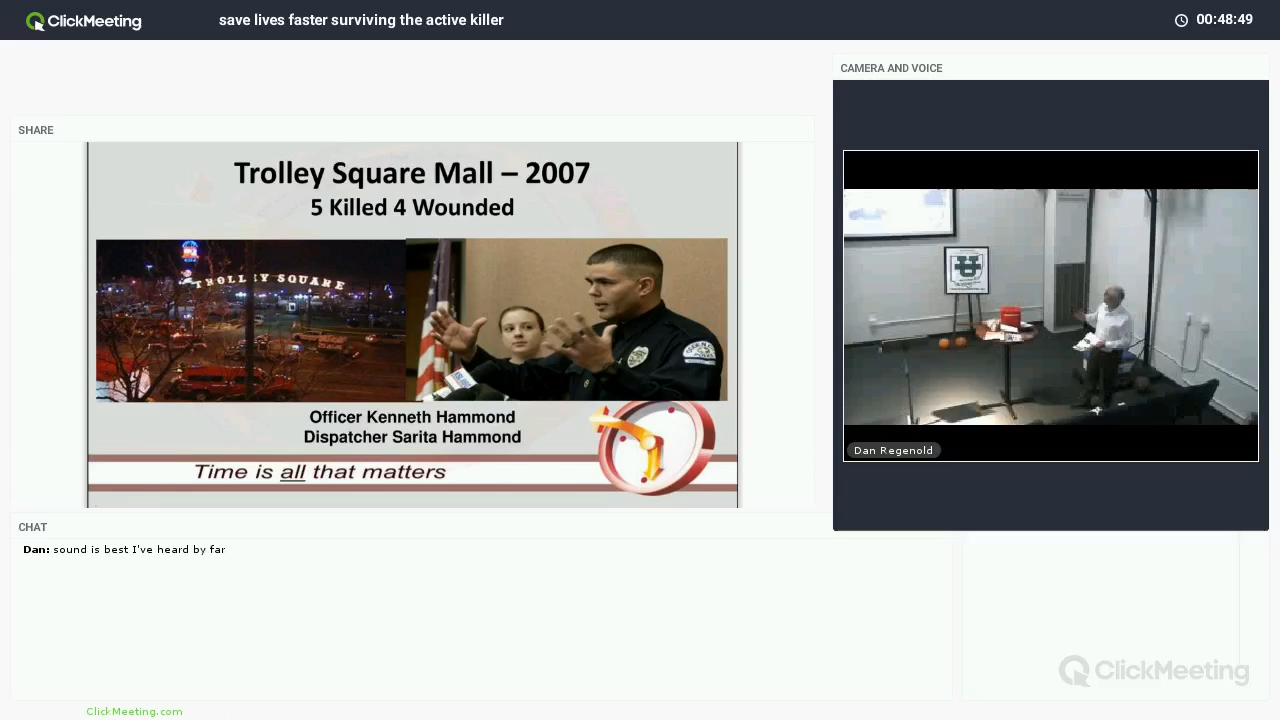 ClickMeeting
save lives faster surviving the active killer
00:48:49
CAMERA AND VOICE
SHARE
Trolley Square Mall – 2007
5 Killed 4 Wounded
TROLLEY SQUARE
Officer Kenneth Hammond
Dispatcher Sarita Hammond
Time is all that matters
Dan Regenold
CHAT
Dan: sound is best I've heard by far
ClickMeeting
ClickMeeting.com